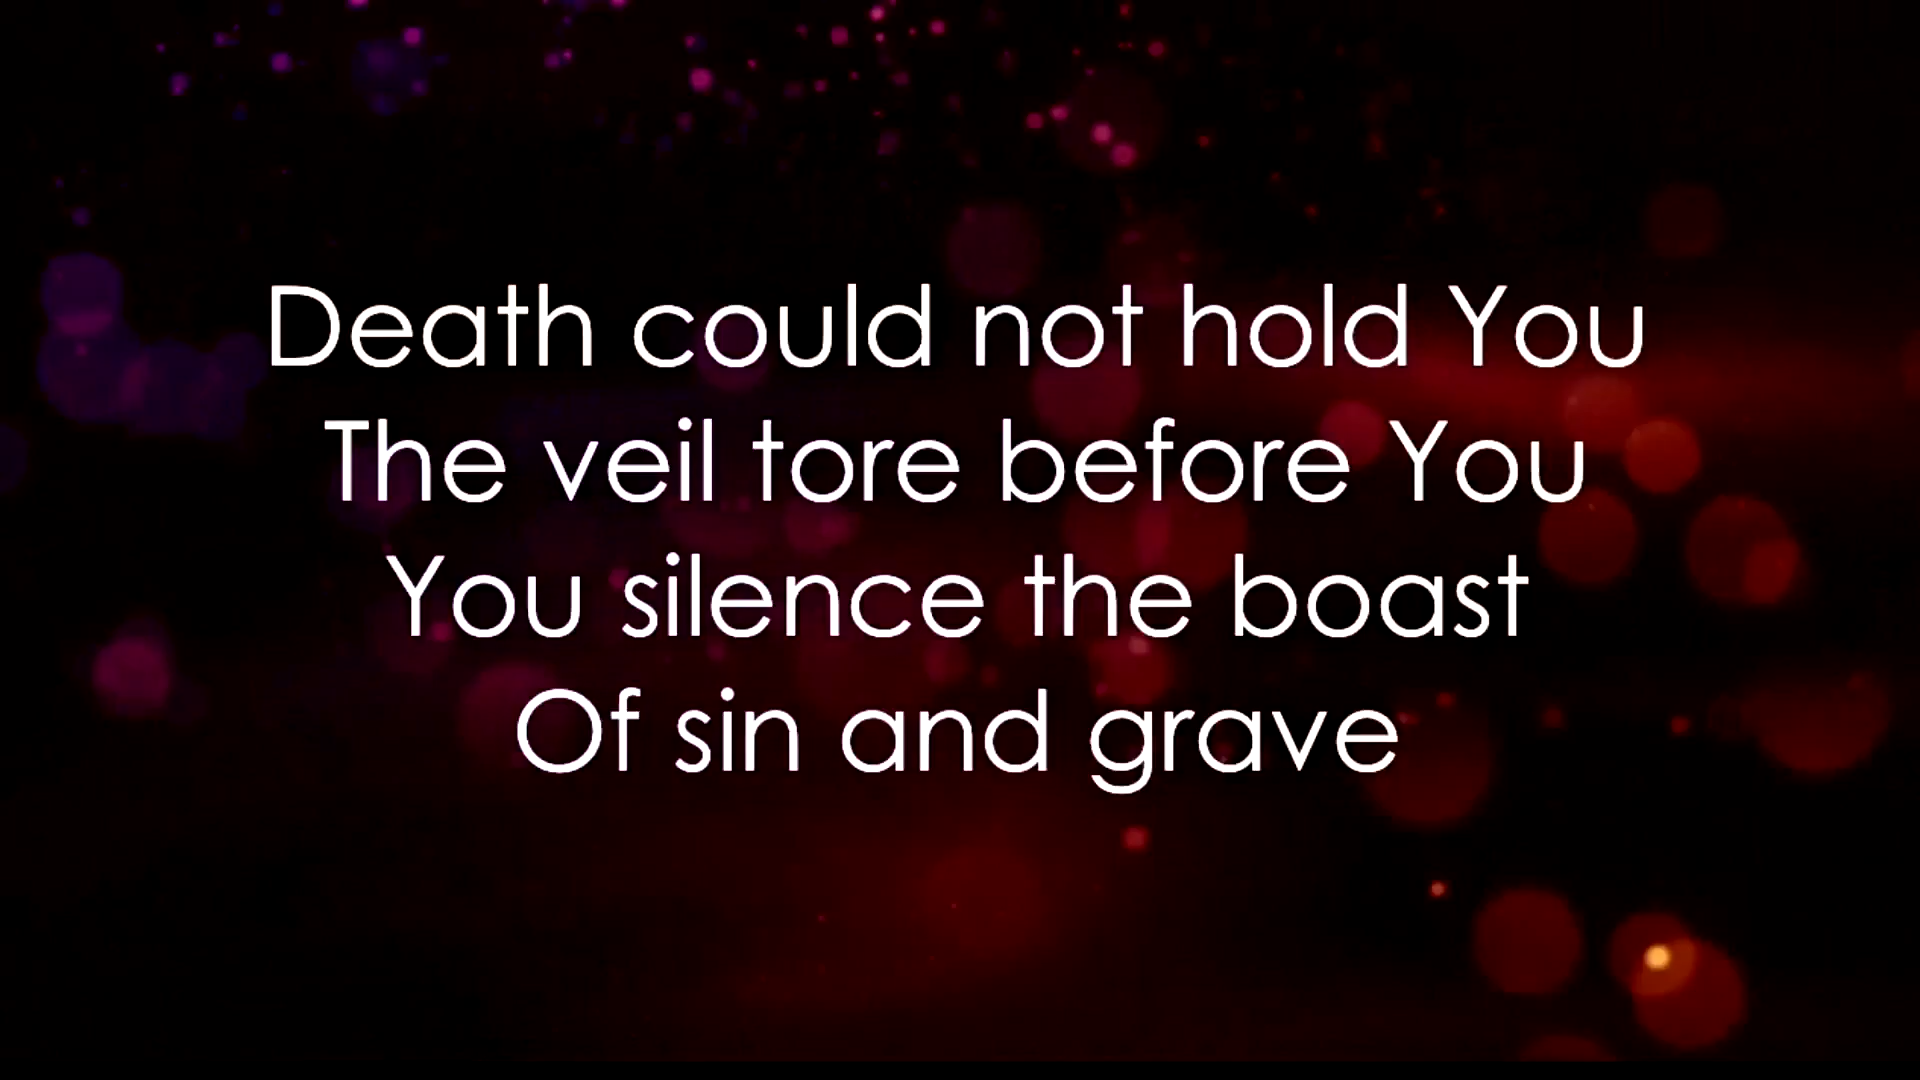 Death could not hold You
The veil tore before You
You silence the boast
Of sin and grave